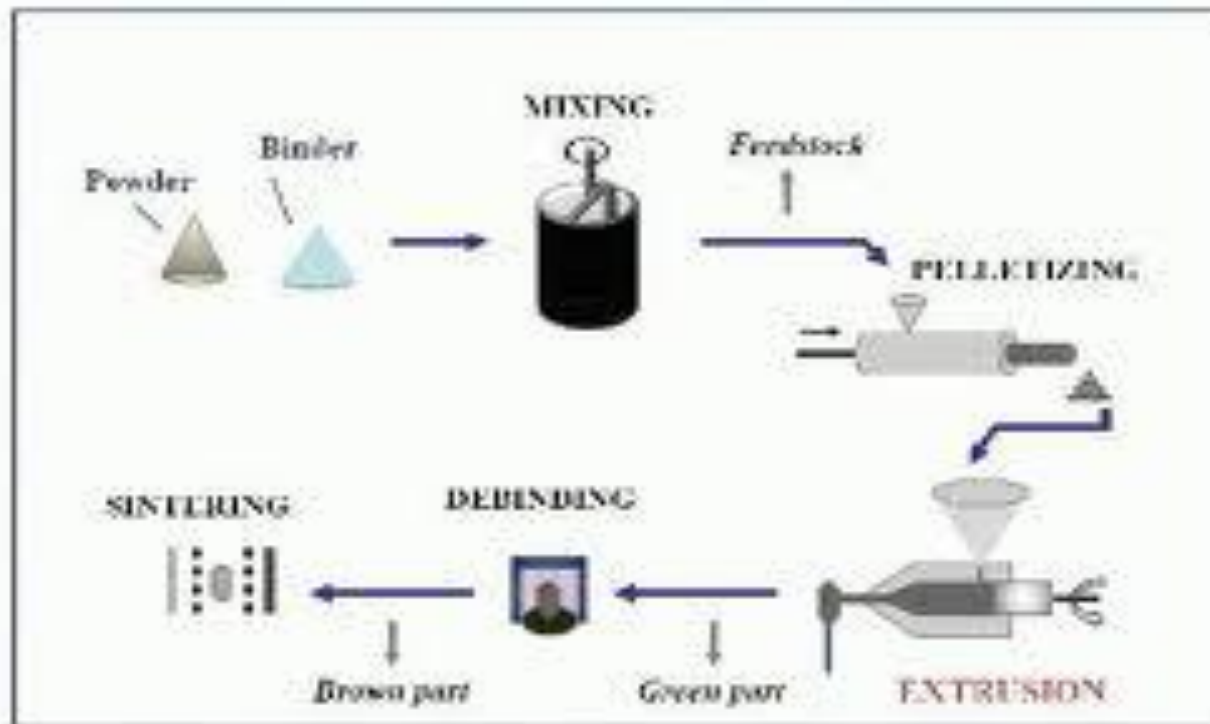 MIXING
Binder
Feedstock
Powder
PELLETIZING
SINTERING
DEBINDING
Brown part
Green part
EXTRUSION